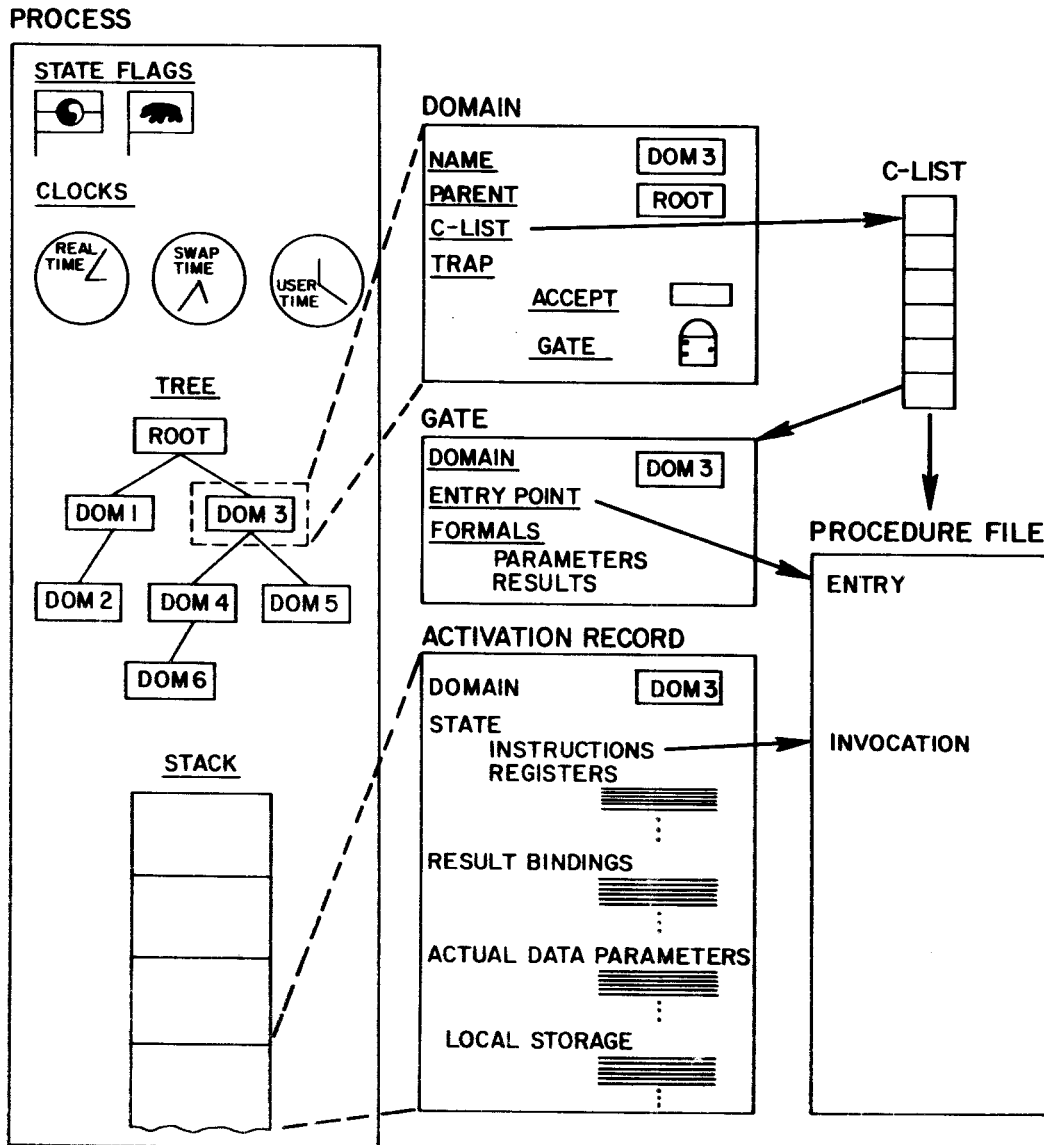 PROCESS
STATE FLAGS
CLOCKS
REAL
TIME
SWAP
TIME
USER
TIME
TREE
ROOT
DOM 1
DOM 3
DOM 2
DOM 4
DOM 5
DOM 6
STACK
DOMAIN
NAME
DOM 3
PARENT
ROOT
C-LIST
TRAP
ACCEPT
GATE
GATE
DOMAIN
DOM 3
ENTRY POINT
FORMALS
PARAMETERS
RESULTS
ACTIVATION RECORD
DOMAIN
DOM 3
STATE
INSTRUCTIONS
REGISTERS
RESULT BINDINGS
ACTUAL DATA PARAMETERS
LOCAL STORAGE
C-LIST
PROCEDURE FILE
ENTRY
INVOCATION